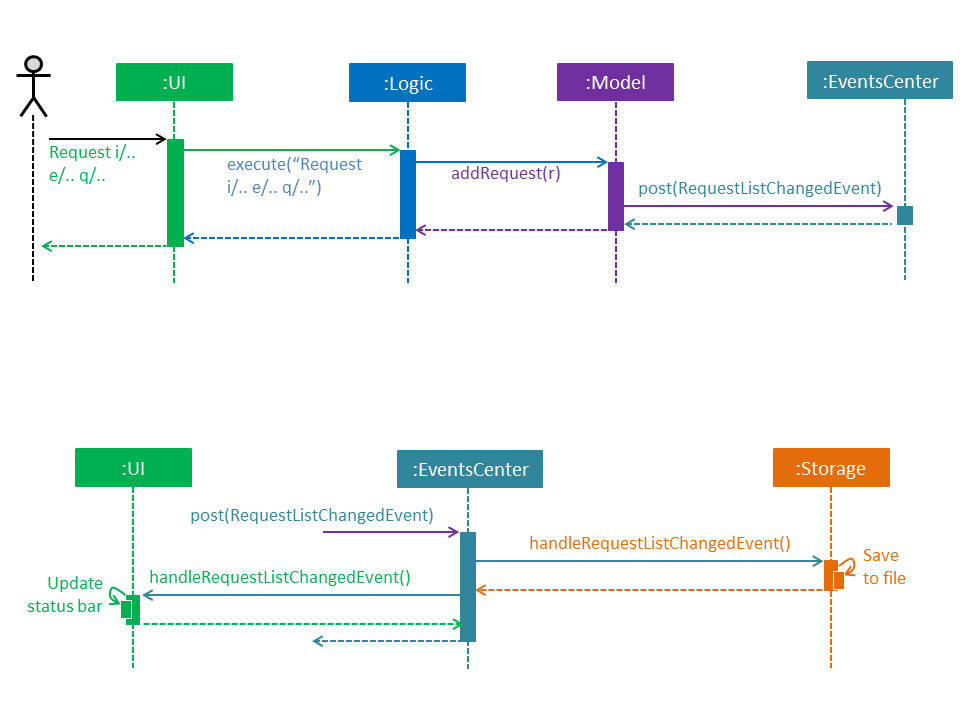 :UI
:Logic
:Model
:EventsCenter
Request i/..
e/.. q/..
execute(“Request
i/.. e/.. q/..”)
addRequest(r)
post(RequestListChangedEvent)
:UI
:EventsCenter
:Storage
post(RequestListChangedEvent)
handleRequestListChangedEvent()
Save
to file
handleRequestListChangedEvent()
Update
status bar